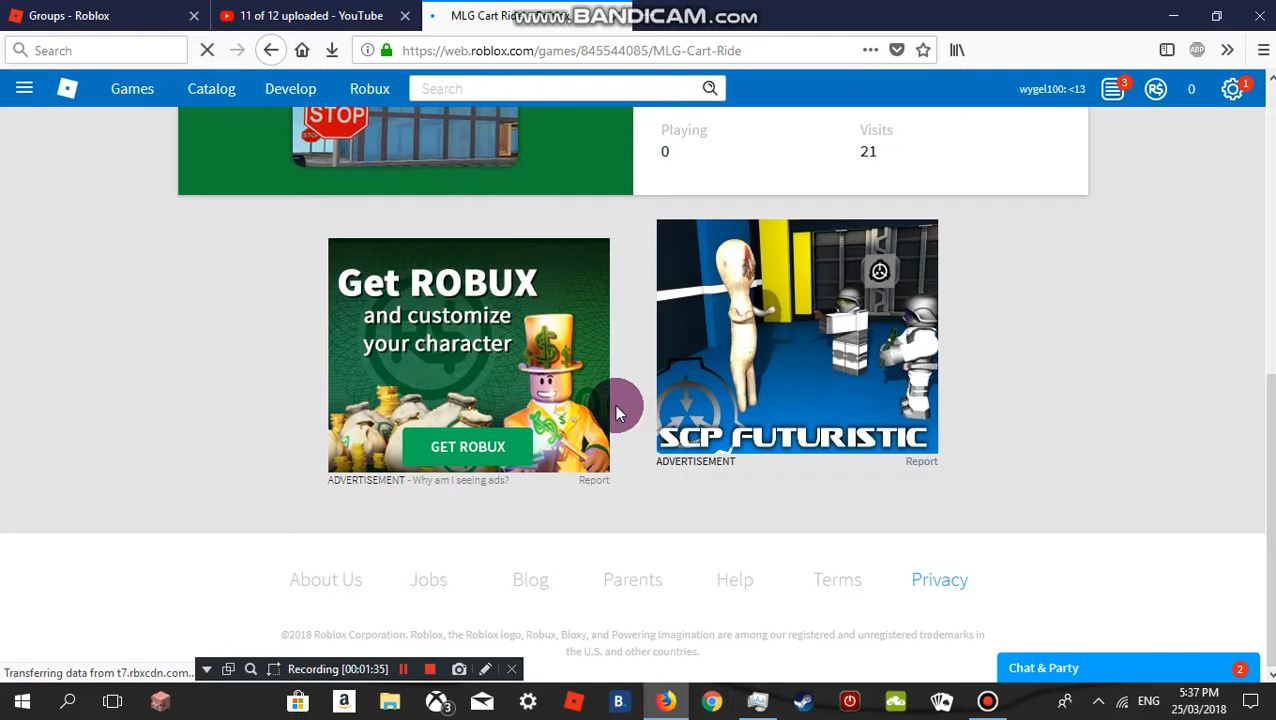 Groups - Roblox
11 of 12 uploaded - YouTube
MLG Cart Ride
www.BANDICAM.com
Search
https://web.roblox.com/games/845544085/MLG-Cart-Ride
ABP
Games
Catalog
Develop
Robux
Search
wygel100: <13
3
R$
0
1
STOP
Playing
Visits
0
21
Get ROBUX
and customize
your character
GET ROBUX
ADVERTISEMENT - Why am I seeing ads?
Report
SCP FUTURISTIC
ADVERTISEMENT
Report
About Us
Jobs
Blog
Parents
Help
Terms
Privacy
©2018 Roblox Corporation. Roblox, the Roblox logo, Robux, Bloxy, and Powering Imagination are among our registered and unregistered trademarks in
the U.S. and other countries.
Transferring data from t7.rbxcdn.com...
Recording [00:01:35]
Chat & Party
2
3
B.
ENG
5:37 PM
25/03/2018